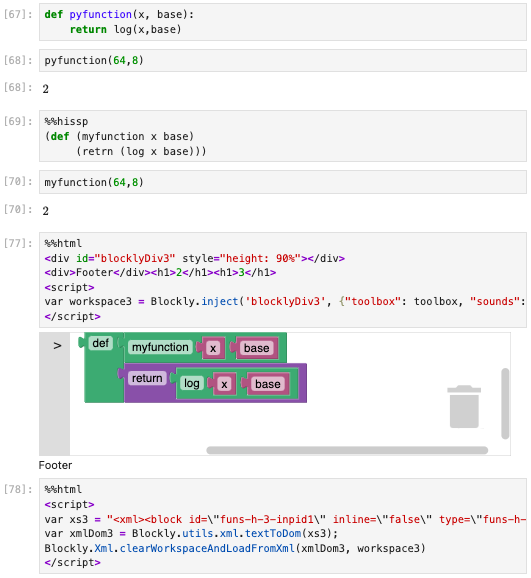 [67]: def pyfunction(x, base):
return log(x,base)
[68]: pyfunction(64,8)
[68]: 2
[69]: %%hissp
(def (myfunction x base)
(retrn (log x base)))
[70]: myfunction(64,8)
[70]: 2
[77]: %%html
<div id="blocklyDiv3" style="height: 90%"></div>
<div>Footer</div><h1>2</h1><h1>3</h1>
<script>
var workspace3 = Blockly.inject('blocklyDiv3', {"toolbox": toolbox, "sounds":
</script>
> def myfunction x base
return log x base
Footer
[78]: %%html
<script>
var xs3 = "<xml><block id=\"funs-h-3-inpid1\" inline=\"false\" type=\"funs-h-
var xmlDom3 = Blockly.utils.xml.textToDom(xs3);
Blockly.Xml.clearWorkspaceAndLoadFromXml(xmlDom3, workspace3)
</script>